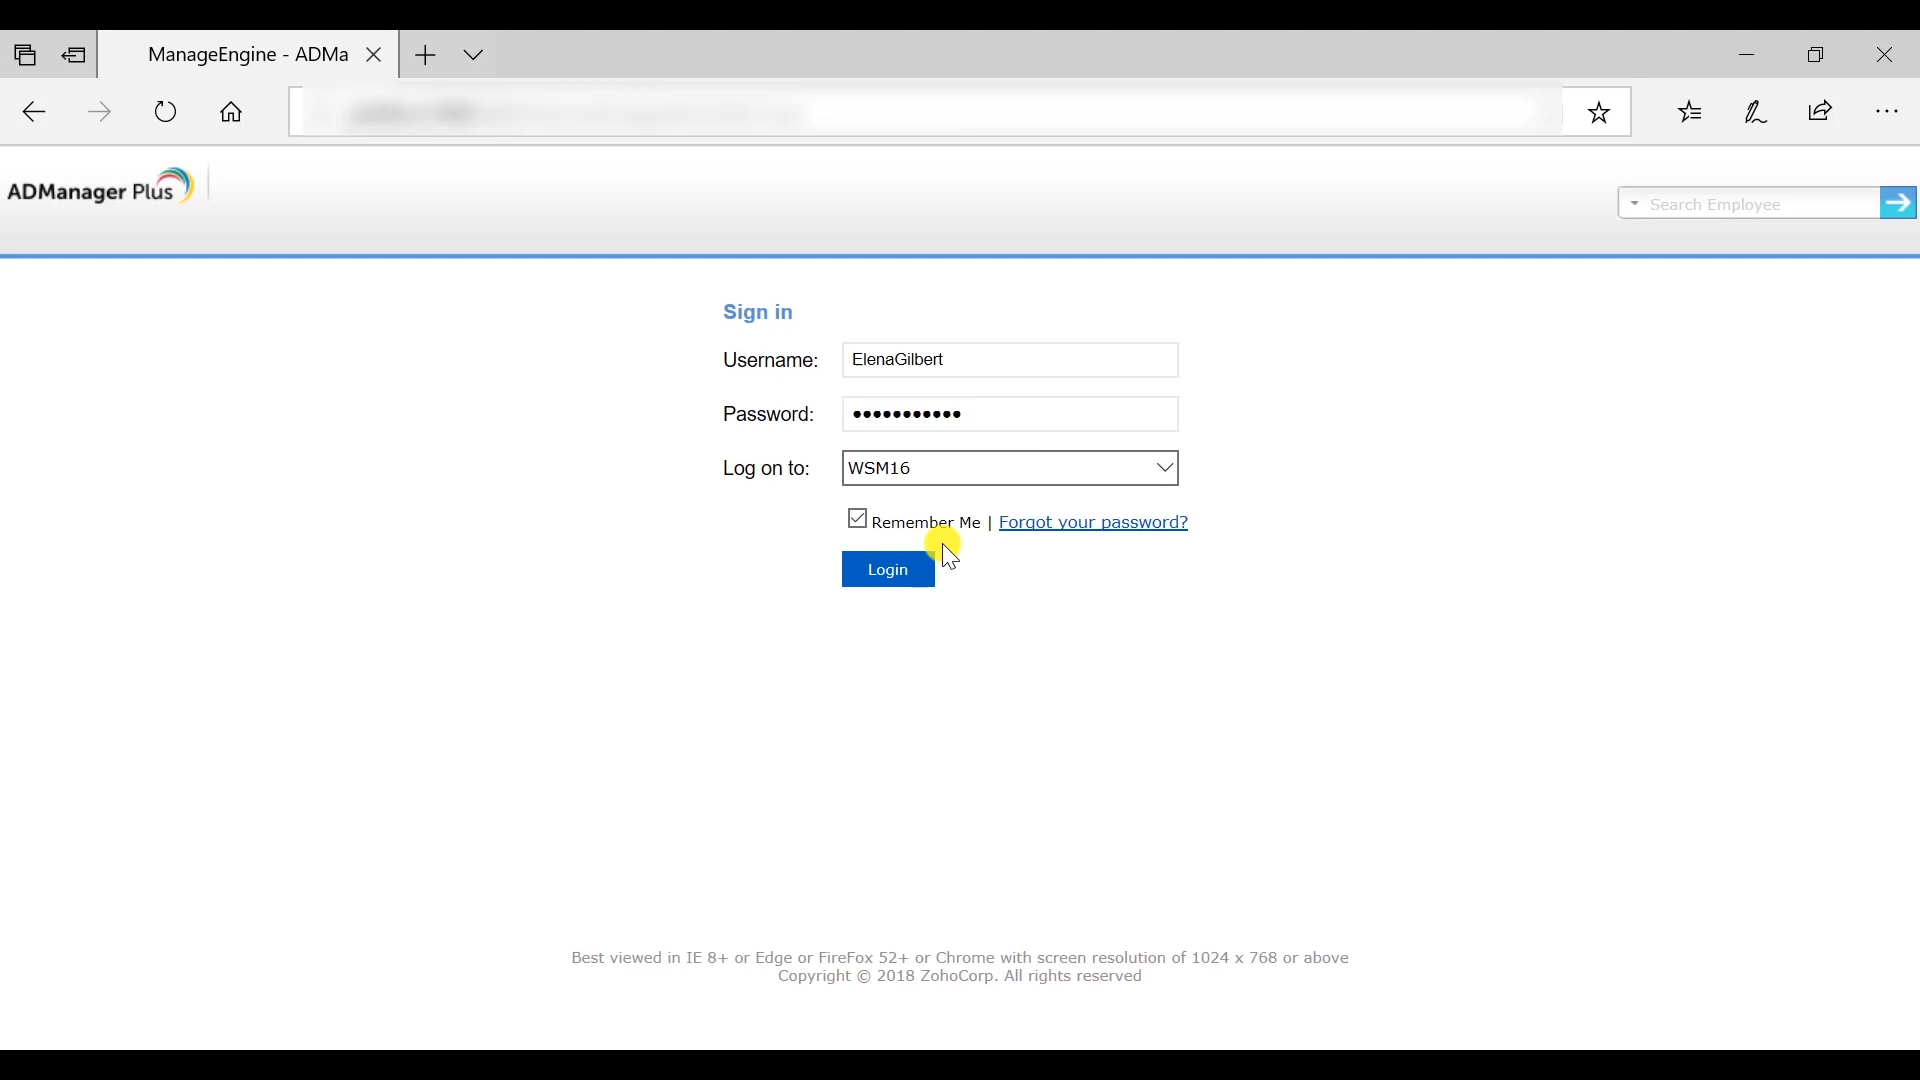 ManageEngine - ADMa
ADManager Plus
Search Employee
Sign in
Username: ElenaGilbert
Password: •••••••••••
Log on to: WSM16
Remember Me | Forgot your password?
Login
Best viewed in IE 8+ or Edge or FireFox 52+ or Chrome with screen resolution of 1024 x 768 or above
Copyright © 2018 ZohoCorp. All rights reserved